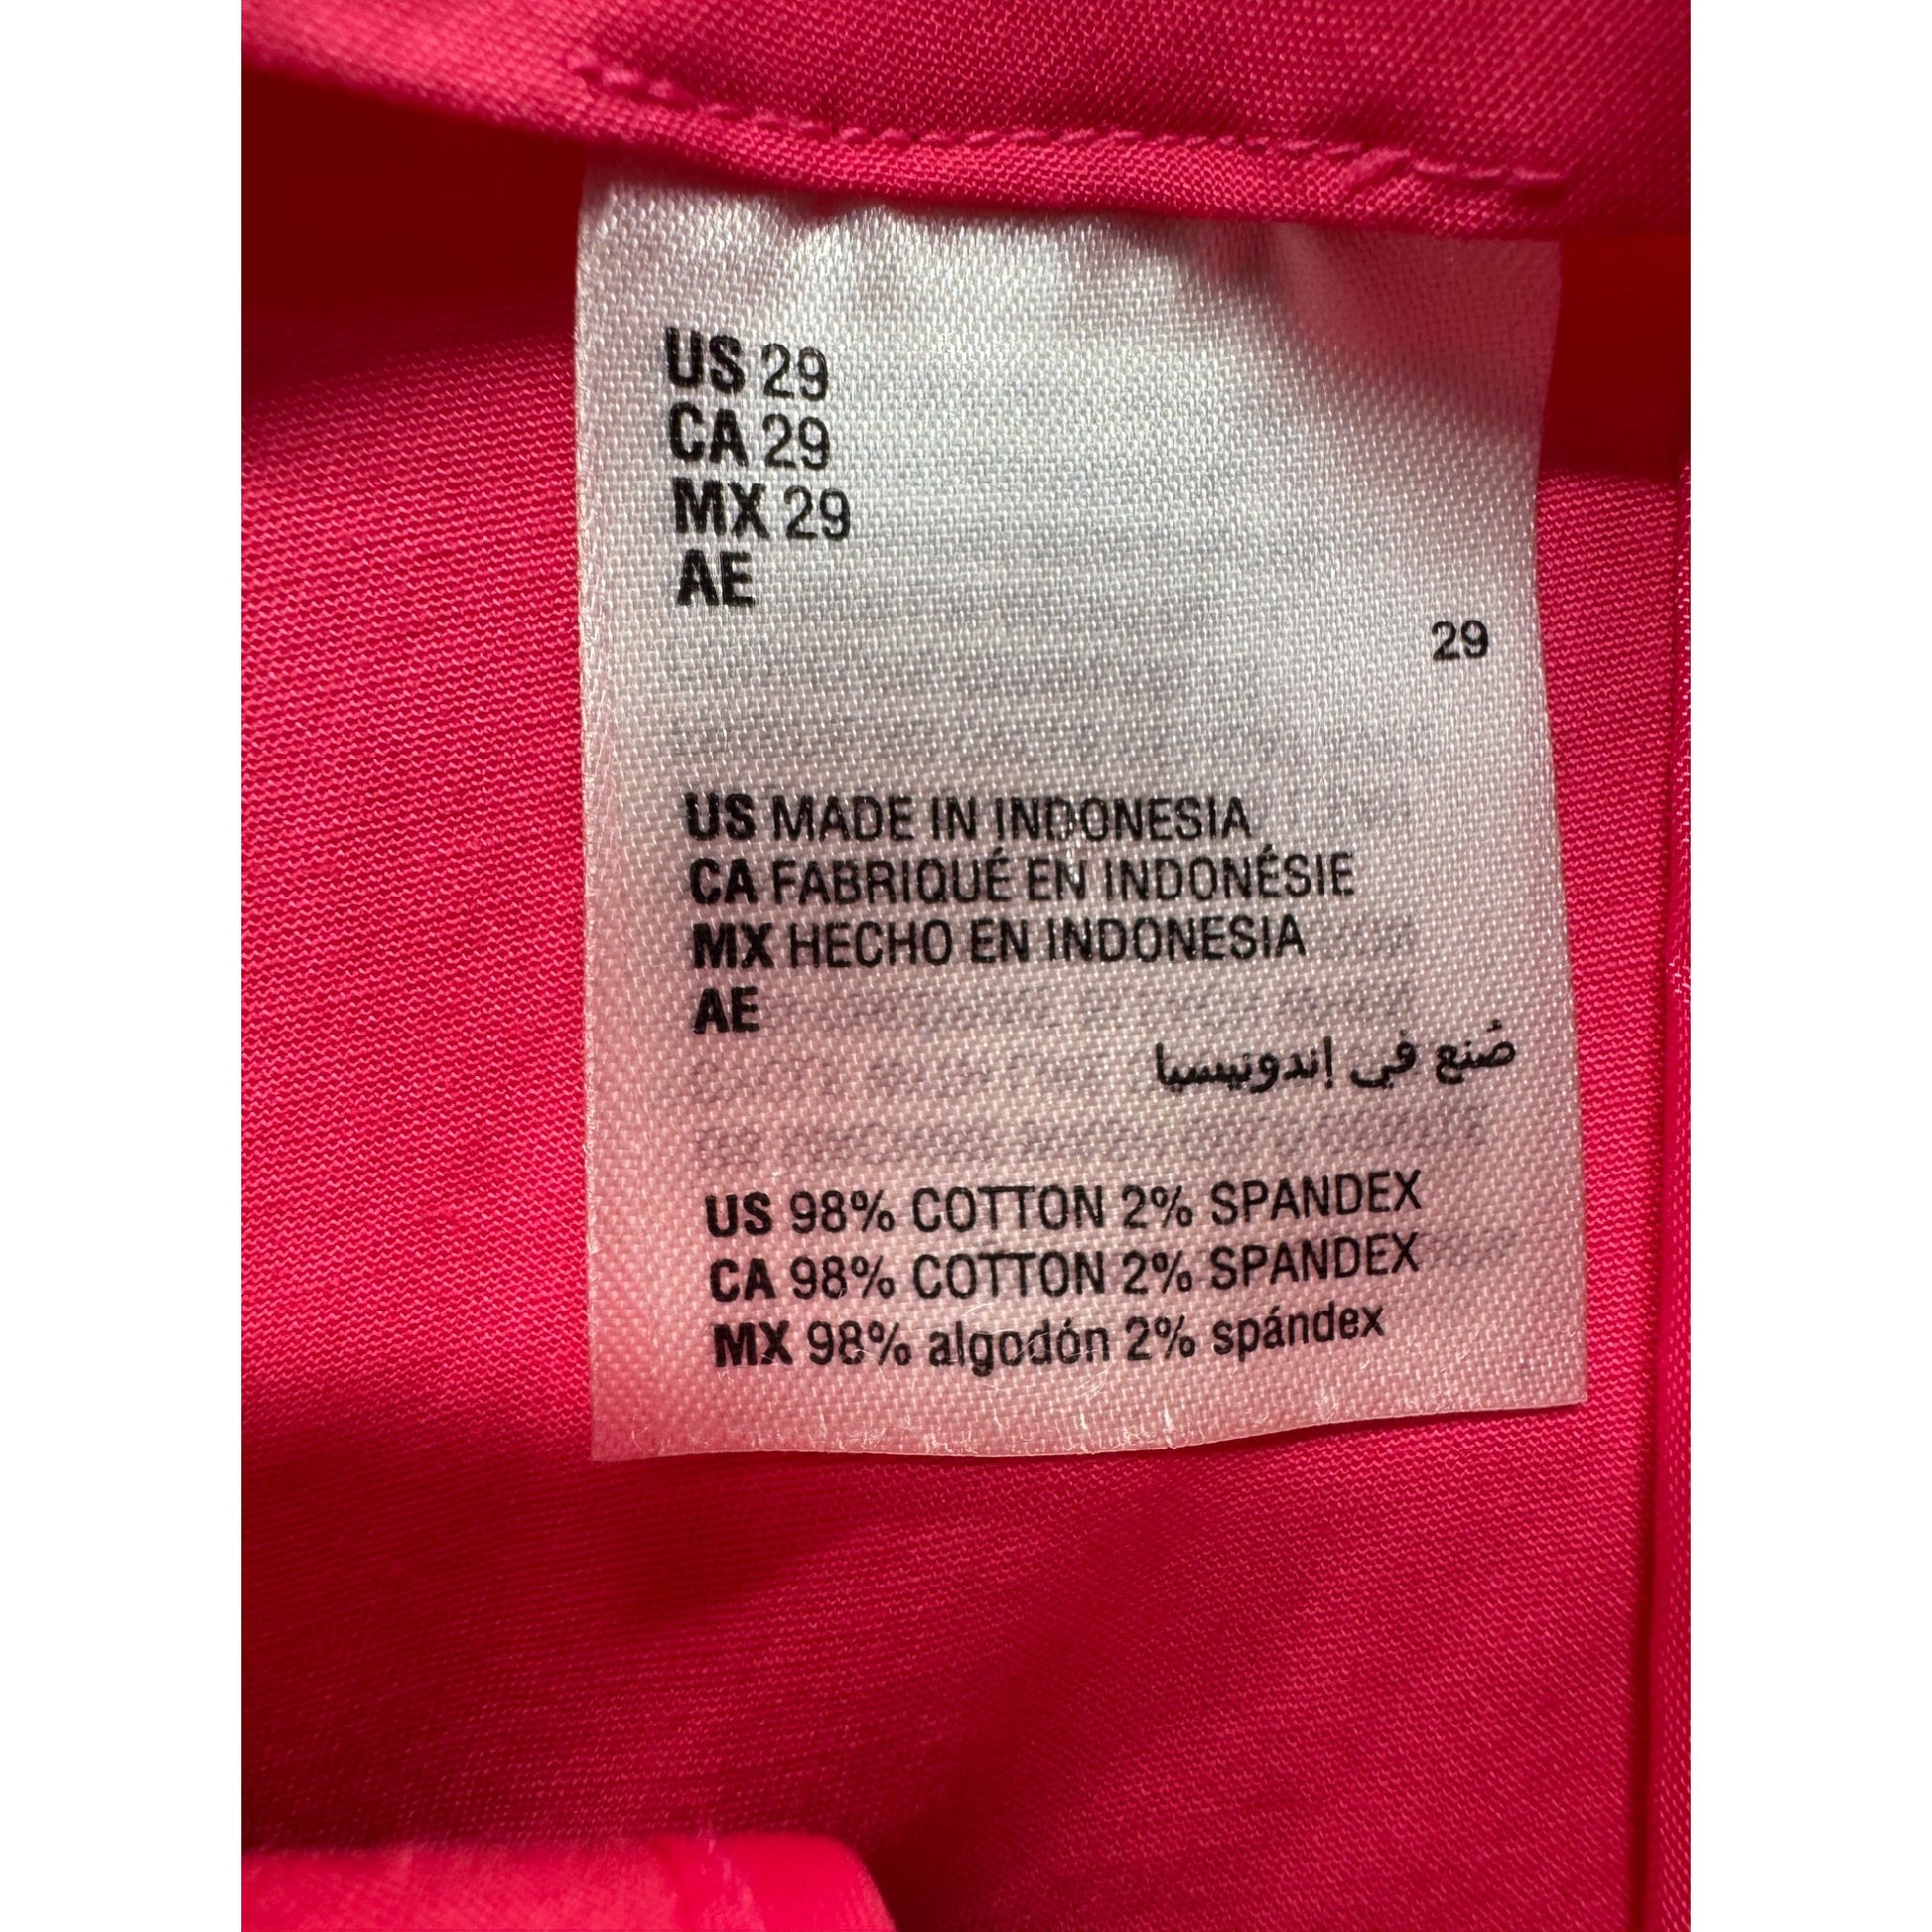 US 29
CA 29
MX 29
AE
29
US MADE IN INDONESIA
CA FABRIQUÉ EN INDONÉSIE
MX HECHO EN INDONESIA
AE
صُنع في إندونيسيا
US 98% COTTON 2% SPANDEX
CA 98% COTTON 2% SPANDEX
MX 98% algodón 2% spándex